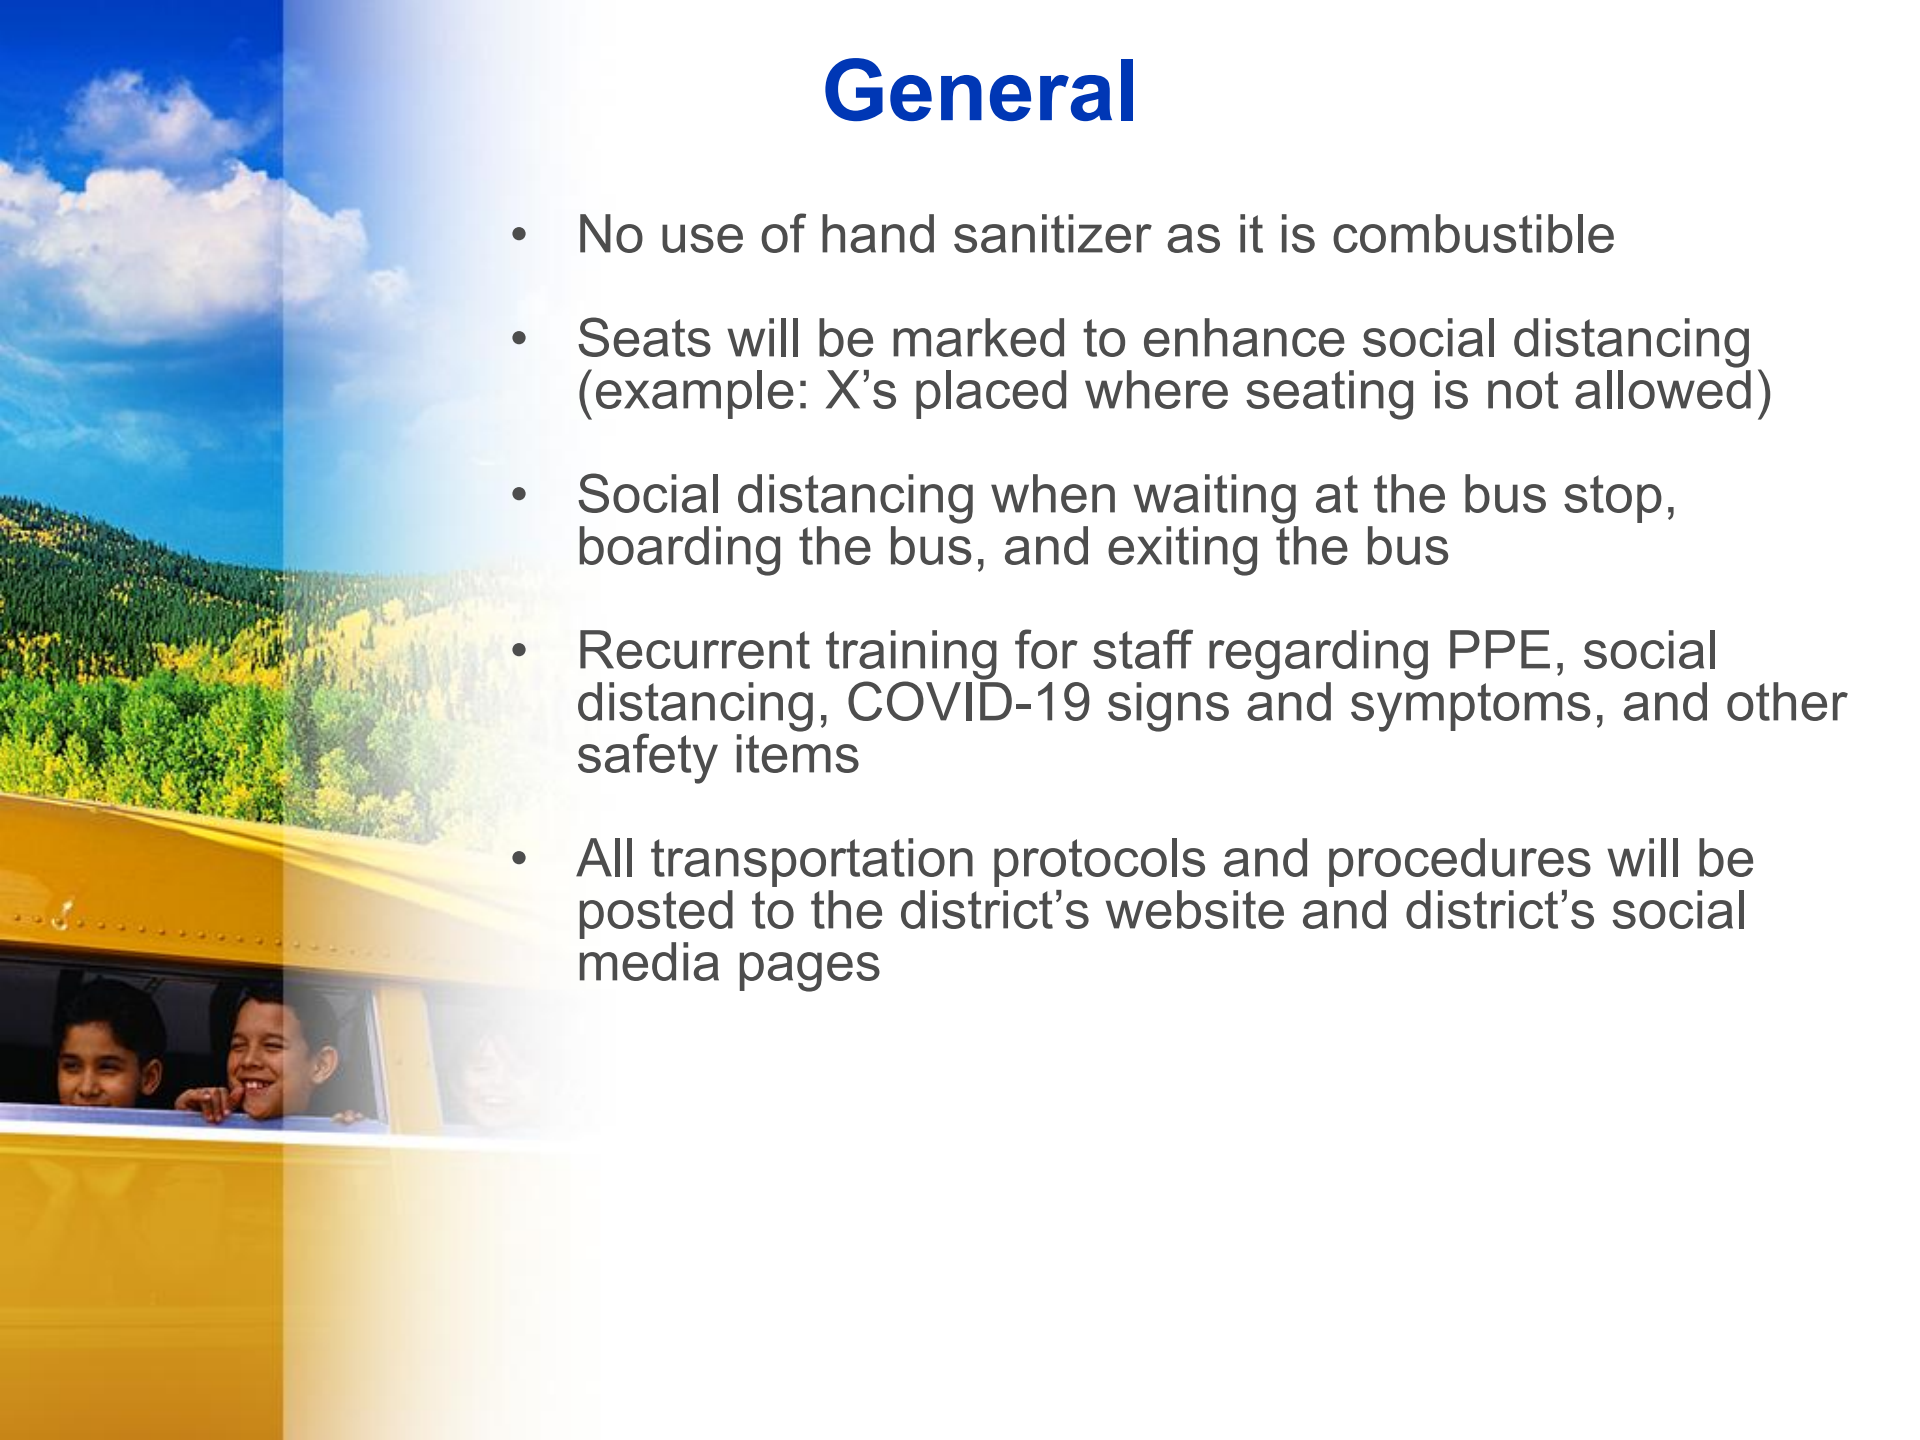 General
• No use of hand sanitizer as it is combustible
• Seats will be marked to enhance social distancing
(example: X’s placed where seating is not allowed)
• Social distancing when waiting at the bus stop,
boarding the bus, and exiting the bus
• Recurrent training for staff regarding PPE, social
distancing, COVID-19 signs and symptoms, and other
safety items
• All transportation protocols and procedures will be
posted to the district’s website and district’s social
media pages